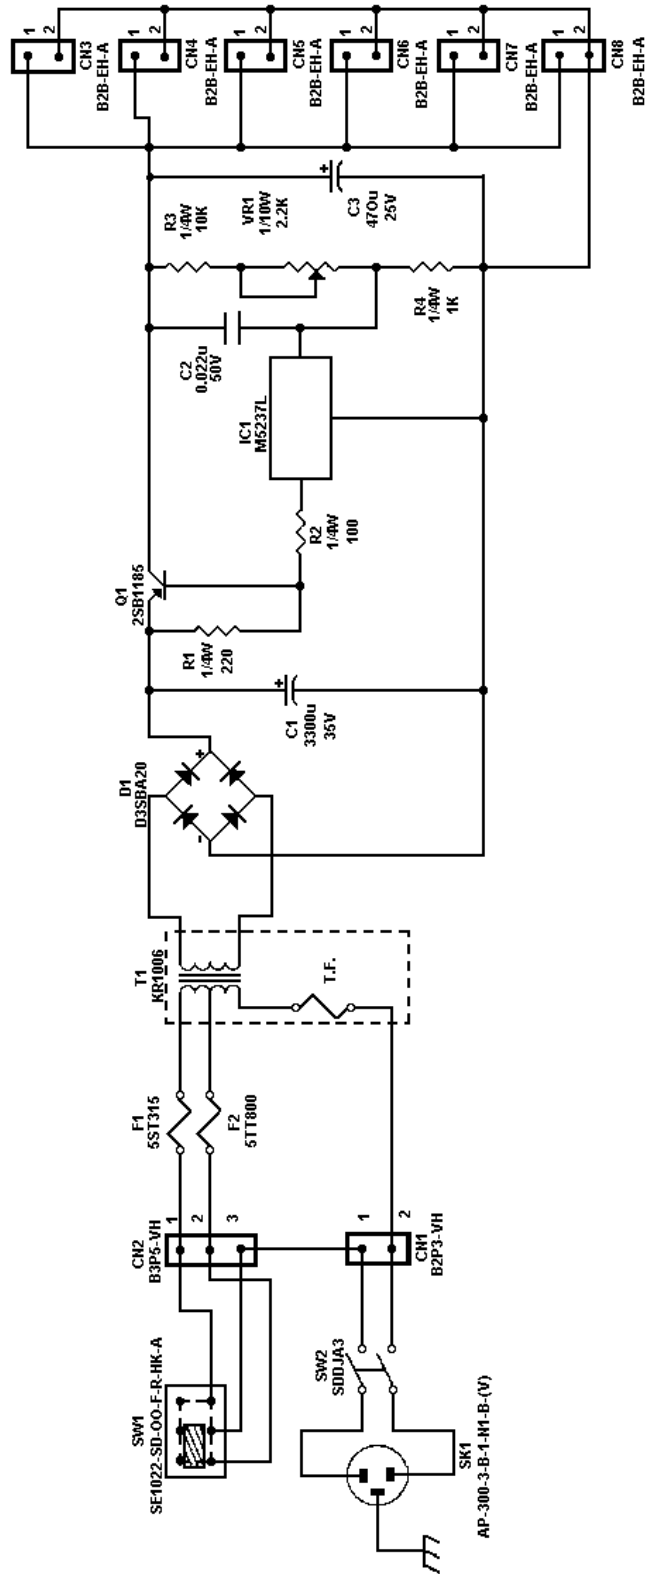 SW1
SE1022-SD-OO-F-R-HK-A
CN2
B3P5-VH
1
2
3
F1
5ST315
F2
5TT800
T1
KR1006
T.F.
SW2
SDDJA3
SK1
AP-300-3-B-1-N1-B-(V)
1
2
CN1
B2P3-VH
D1
D3SBA20
+
-
+
C1
3300u
35V
R1
1/4W
220
Q1
2SB1185
R2
1/4W
100
IC1
M5237L
C2
0.022u
50V
R3
1/4W
10K
VR1
1/10W
2.2K
R4
1/4W
1K
+
C3
470u
25V
1
2
CN3
B2B-EH-A
1
2
CN4
B2B-EH-A
1
2
CN5
B2B-EH-A
1
2
CN6
B2B-EH-A
1
2
CN7
B2B-EH-A
1
2
CN8
B2B-EH-A